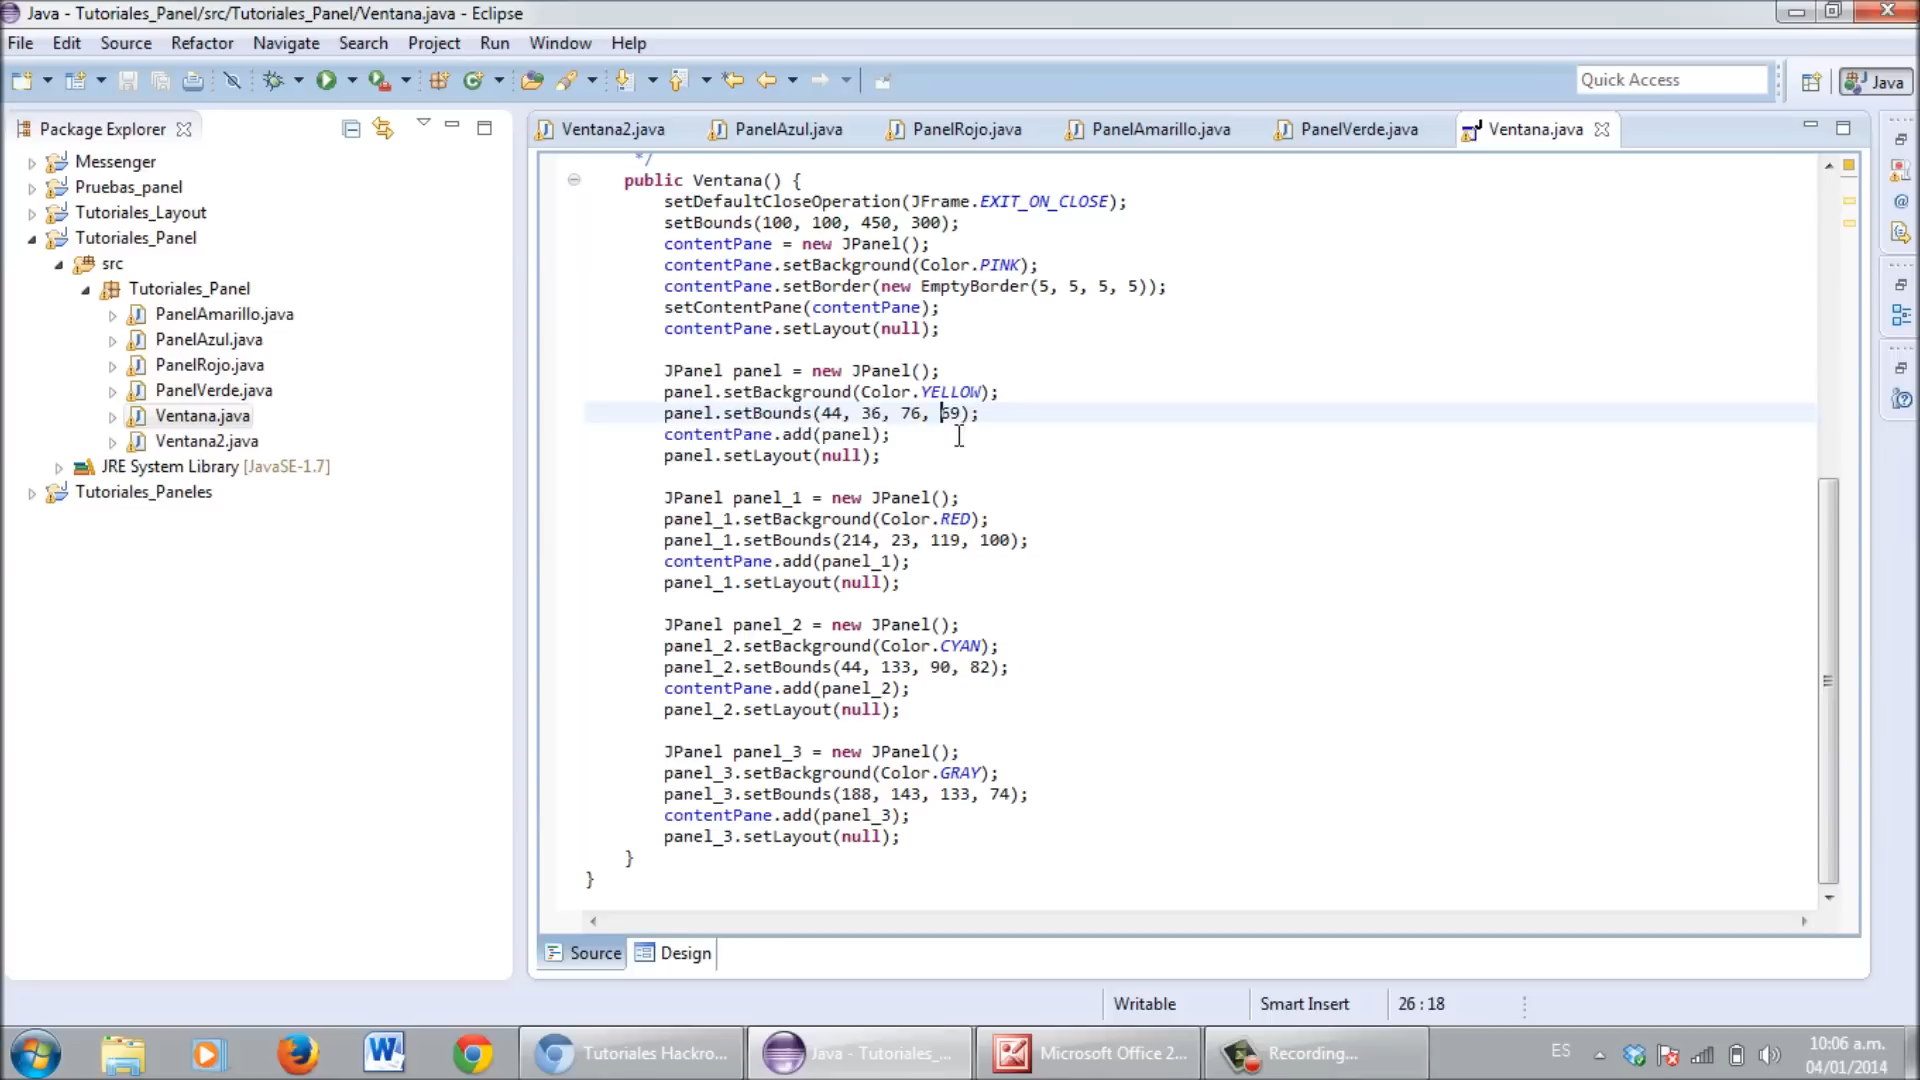 Java - Tutoriales_Panel/src/Tutoriales_Panel/Ventana.java - Eclipse
File Edit Source Refactor Navigate Search Project Run Window Help
Quick Access
Java
Package Explorer
Messenger
Pruebas_panel
Tutoriales_Layout
Tutoriales_Panel
src
Tutoriales_Panel
PanelAmarillo.java
PanelAzul.java
PanelRojo.java
PanelVerde.java
Ventana.java
Ventana2.java
JRE System Library [JavaSE-1.7]
Tutoriales_Paneles
Ventana2.java PanelAzul.java PanelRojo.java PanelAmarillo.java PanelVerde.java Ventana.java
*/
public Ventana() {
setDefaultCloseOperation(JFrame.EXIT_ON_CLOSE);
setBounds(100, 100, 450, 300);
contentPane = new JPanel();
contentPane.setBackground(Color.PINK);
contentPane.setBorder(new EmptyBorder(5, 5, 5, 5));
setContentPane(contentPane);
contentPane.setLayout(null);
JPanel panel = new JPanel();
panel.setBackground(Color.YELLOW);
panel.setBounds(44, 36, 76, 69);
contentPane.add(panel);
panel.setLayout(null);
JPanel panel_1 = new JPanel();
panel_1.setBackground(Color.RED);
panel_1.setBounds(214, 23, 119, 100);
contentPane.add(panel_1);
panel_1.setLayout(null);
JPanel panel_2 = new JPanel();
panel_2.setBackground(Color.CYAN);
panel_2.setBounds(44, 133, 90, 82);
contentPane.add(panel_2);
panel_2.setLayout(null);
JPanel panel_3 = new JPanel();
panel_3.setBackground(Color.GRAY);
panel_3.setBounds(188, 143, 133, 74);
contentPane.add(panel_3);
panel_3.setLayout(null);
}
}
Source Design
Writable Smart Insert 26 : 18
Tutoriales Hackro... Java - Tutoriales_... Microsoft Office 2... Recording... ES
10:06 a.m.
04/01/2014